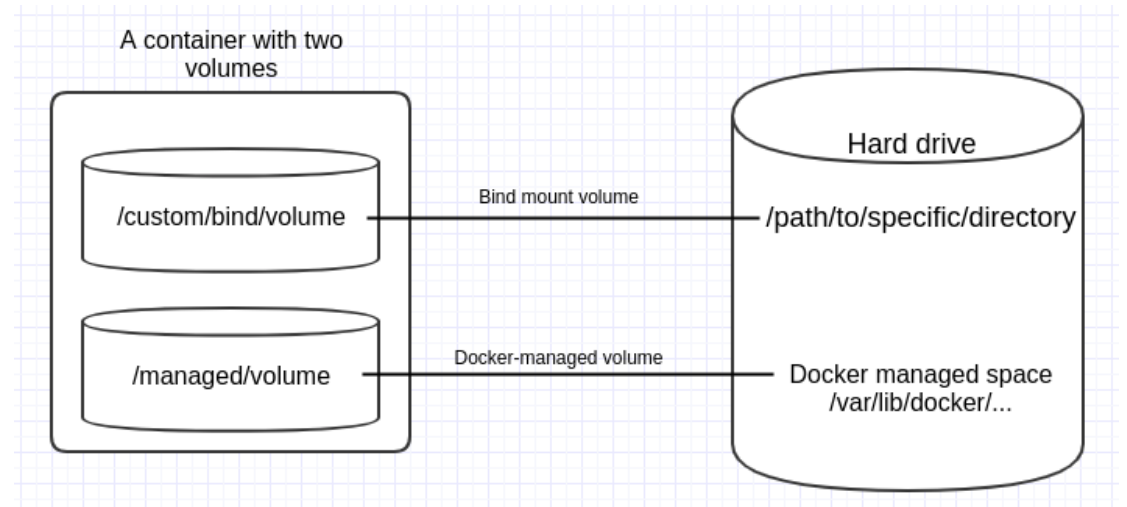 A container with two
volumes
Hard drive
/custom/bind/volume
Bind mount volume
/path/to/specific/directory
/managed/volume
Docker-managed volume
Docker managed space
/var/lib/docker/...